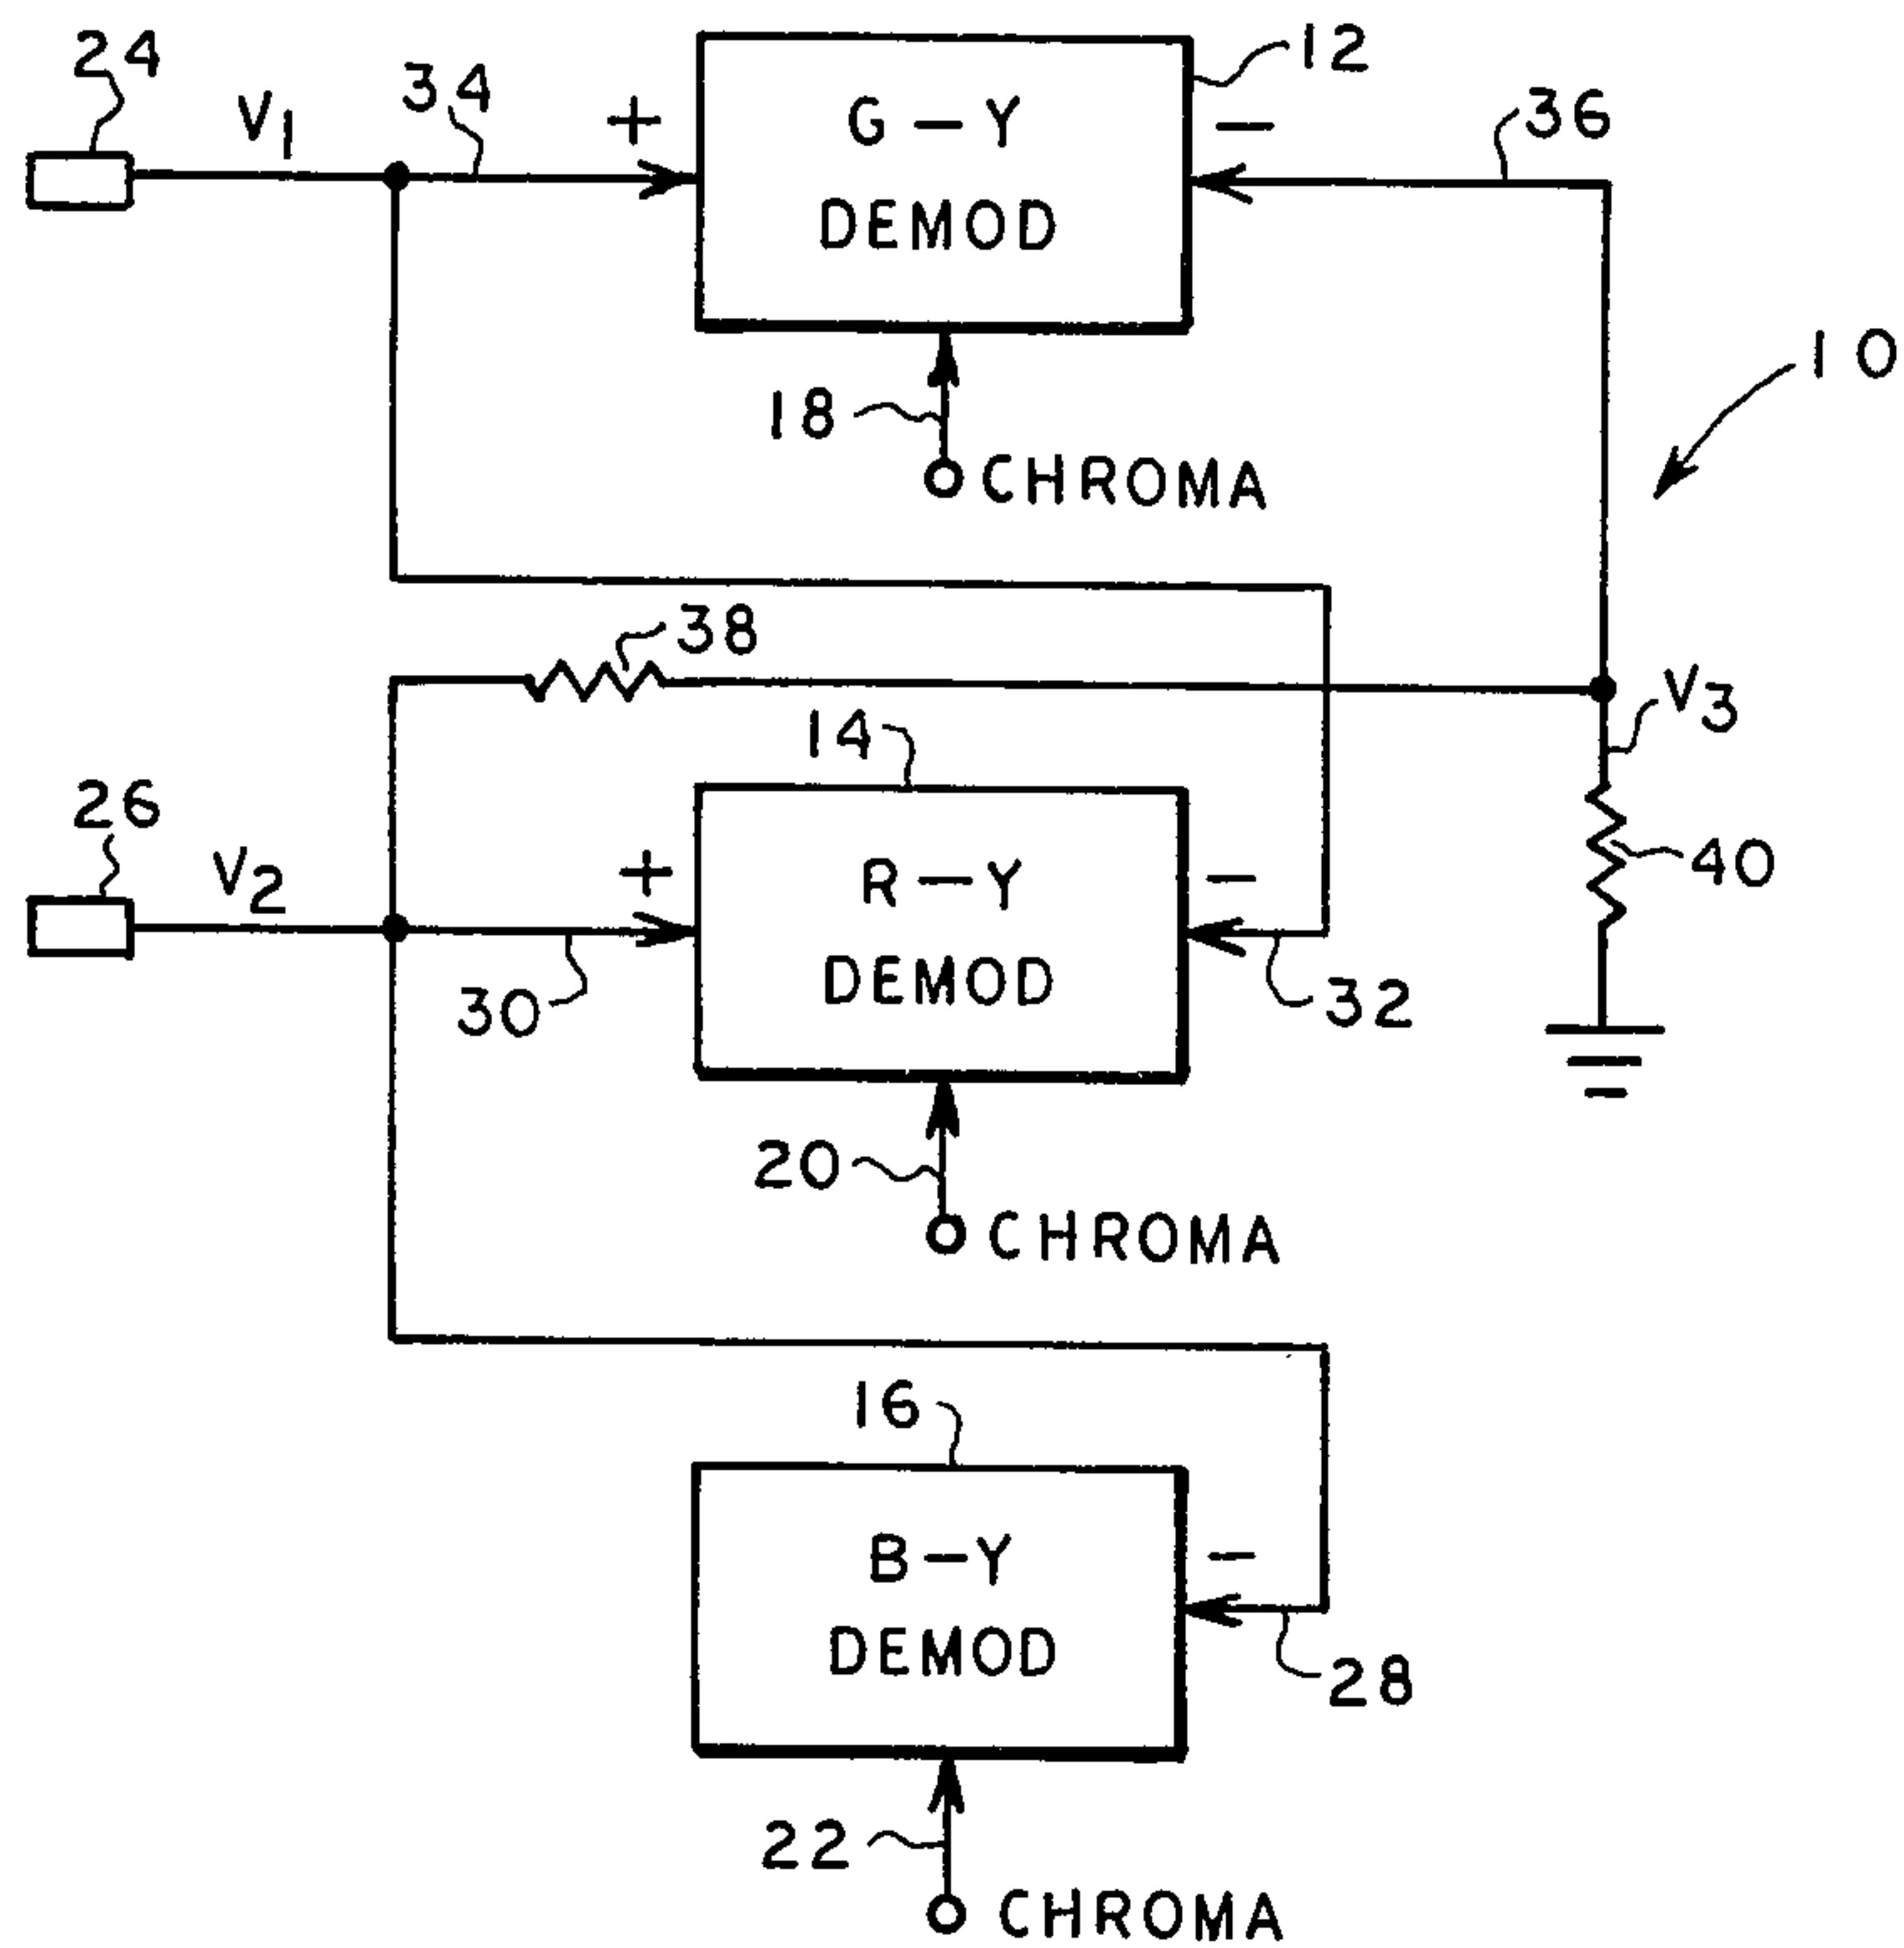 24
V1
34
+
G-Y
DEMOD
-
12
36
18
CHROMA
10
38
V3
14
26
V2
+
R-Y
DEMOD
-
40
30
32
20
CHROMA
16
B-Y
DEMOD
-
28
22
CHROMA